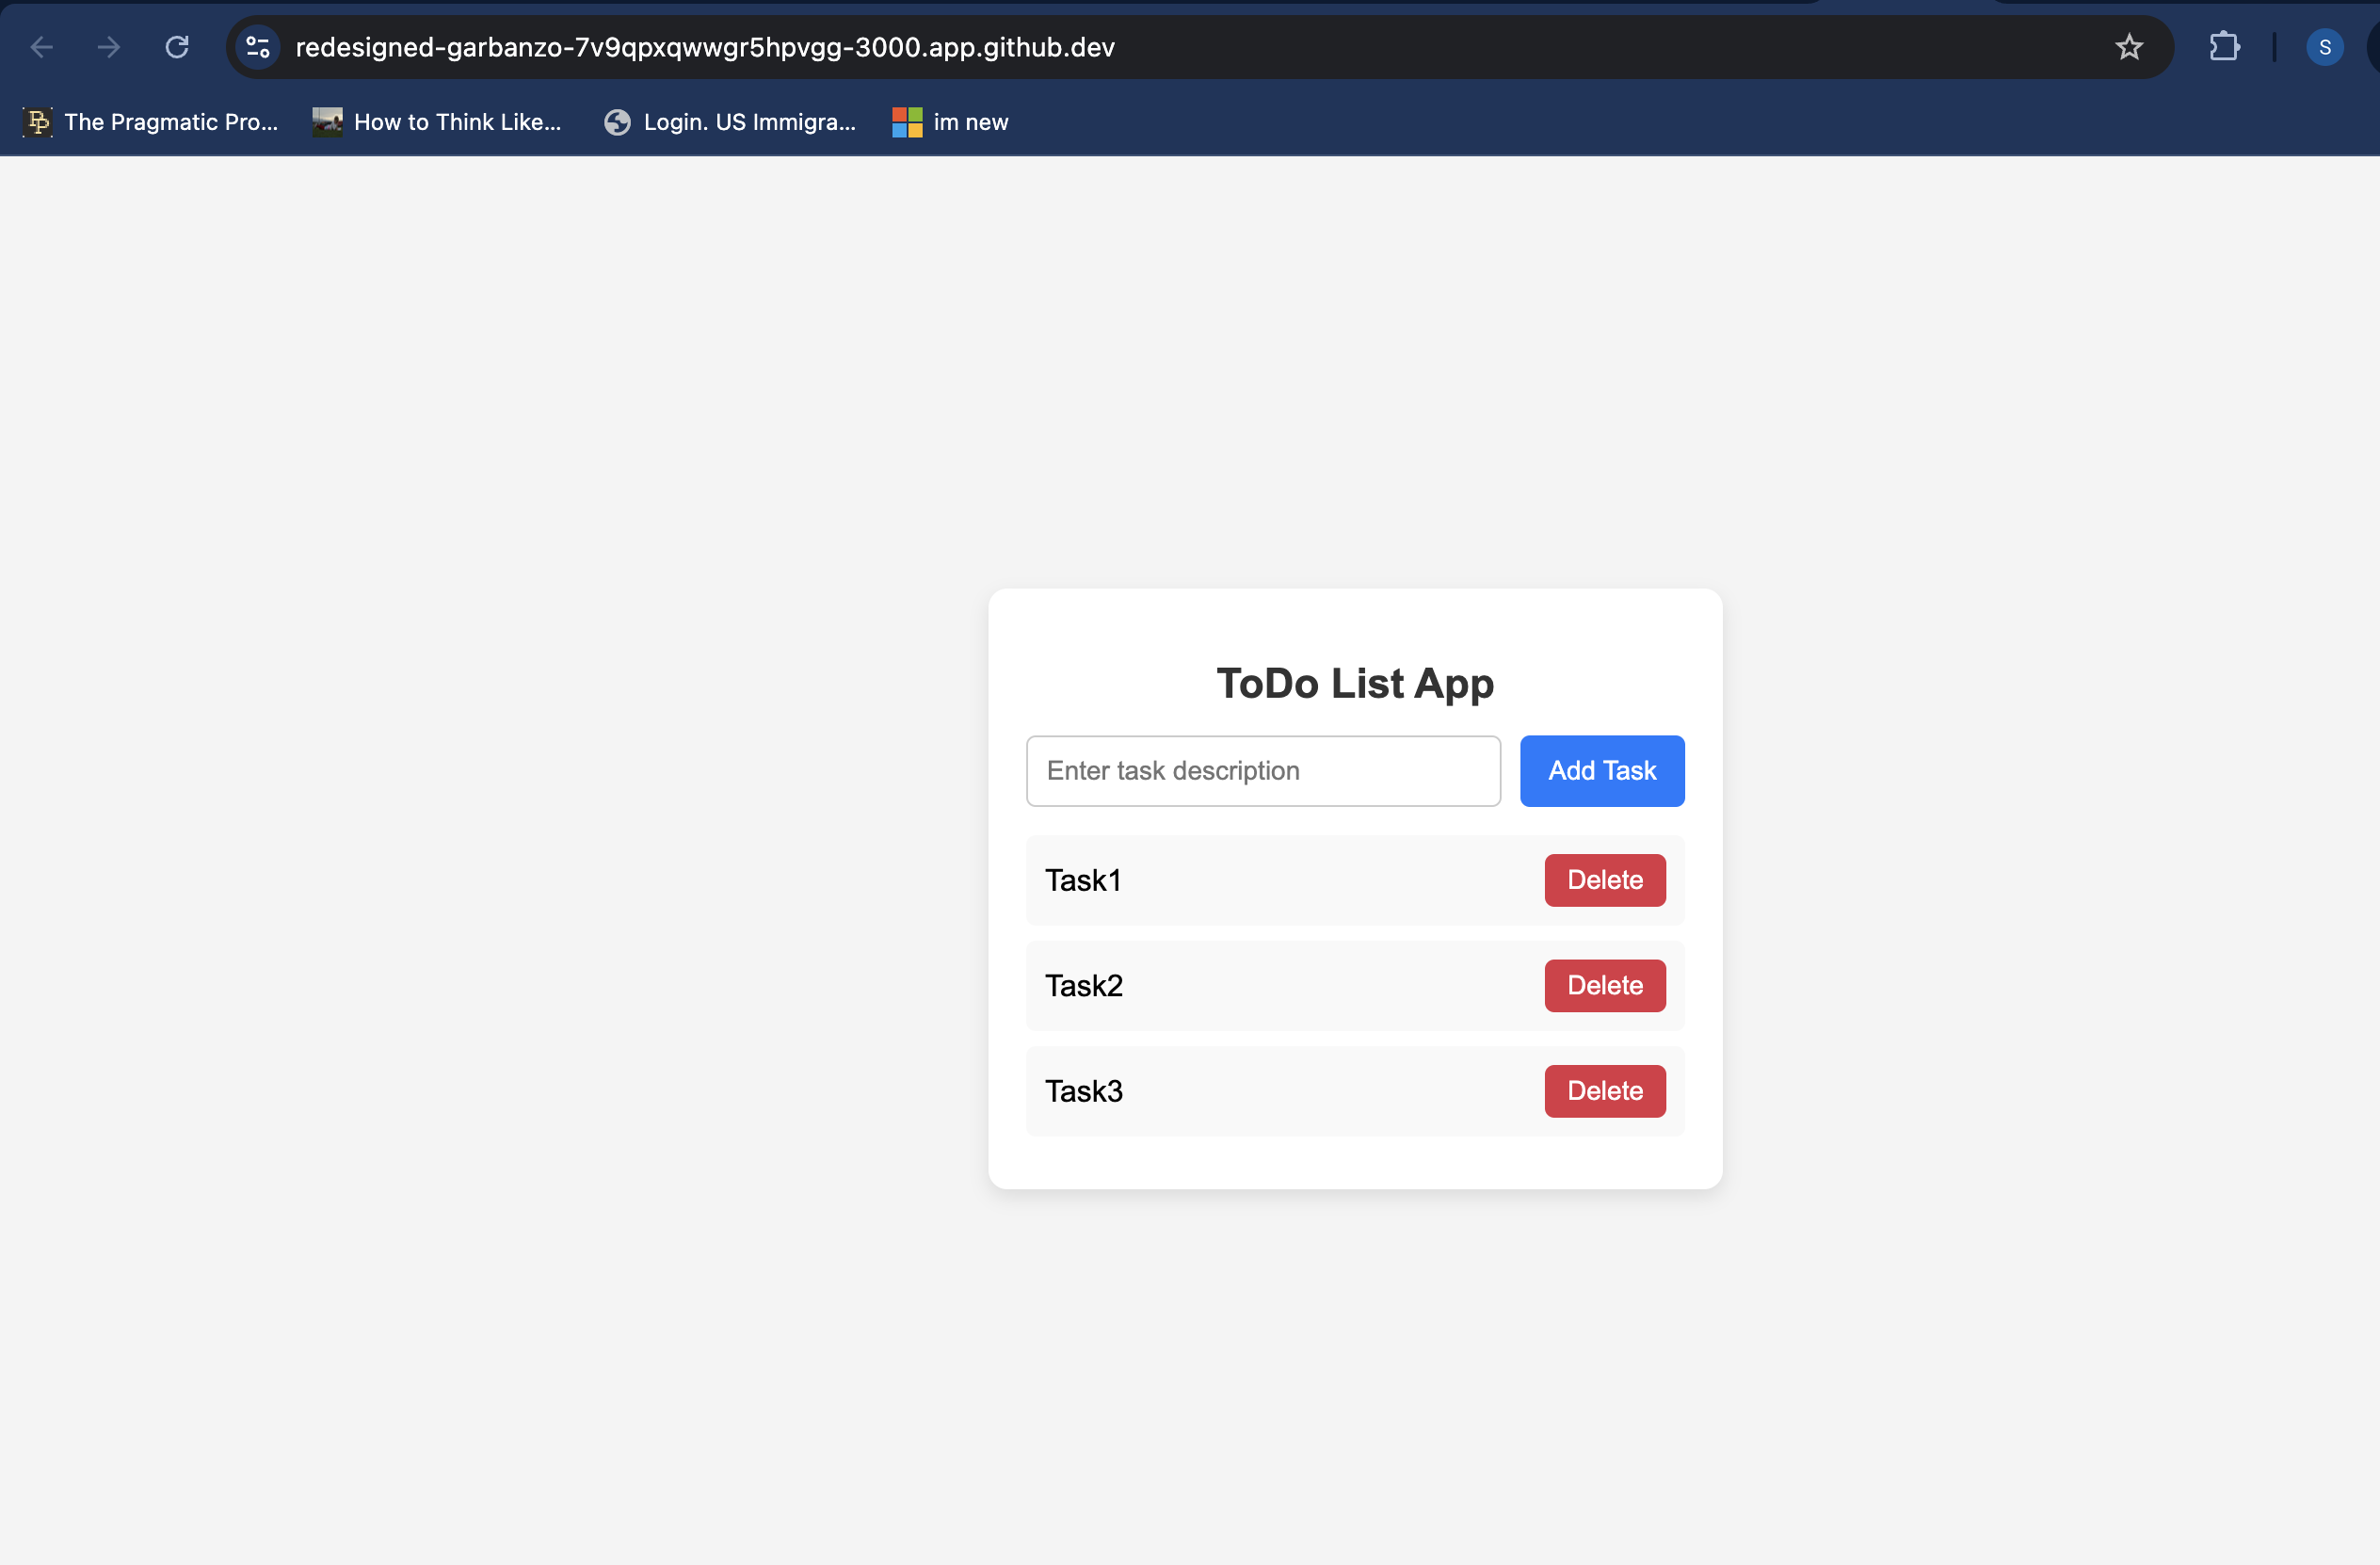 redesigned-garbanzo-7v9qpxqwwgr5hpvgg-3000.app.github.dev
S
The Pragmatic Pro...
How to Think Like...
Login. US Immigra...
im new
ToDo List App
Enter task description
Add Task
Task1
Delete
Task2
Delete
Task3
Delete